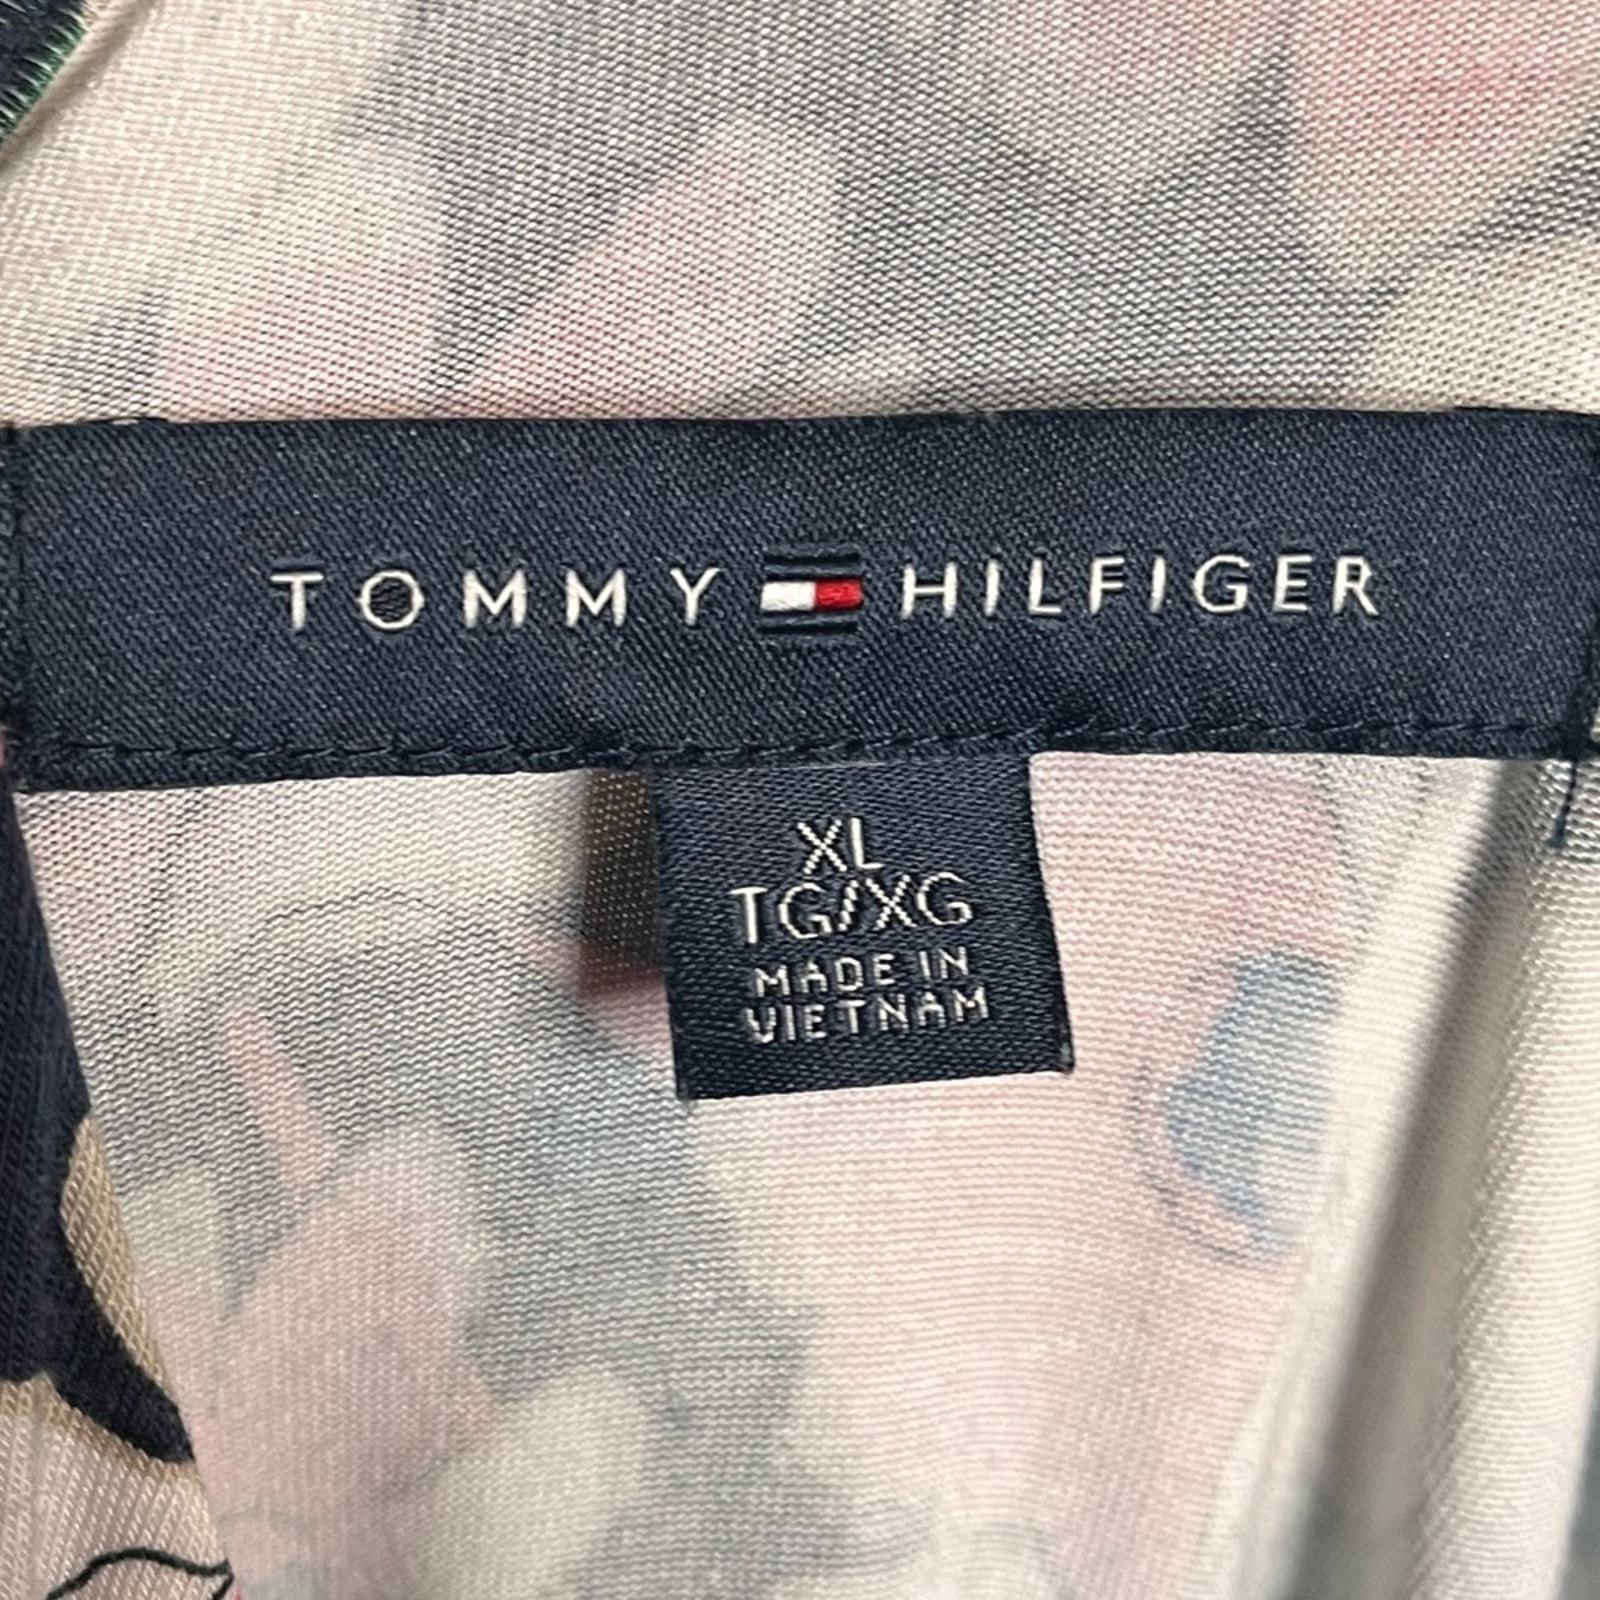 TOMMY HILFIGER
XL
TG/XG
MADE IN
VIETNAM